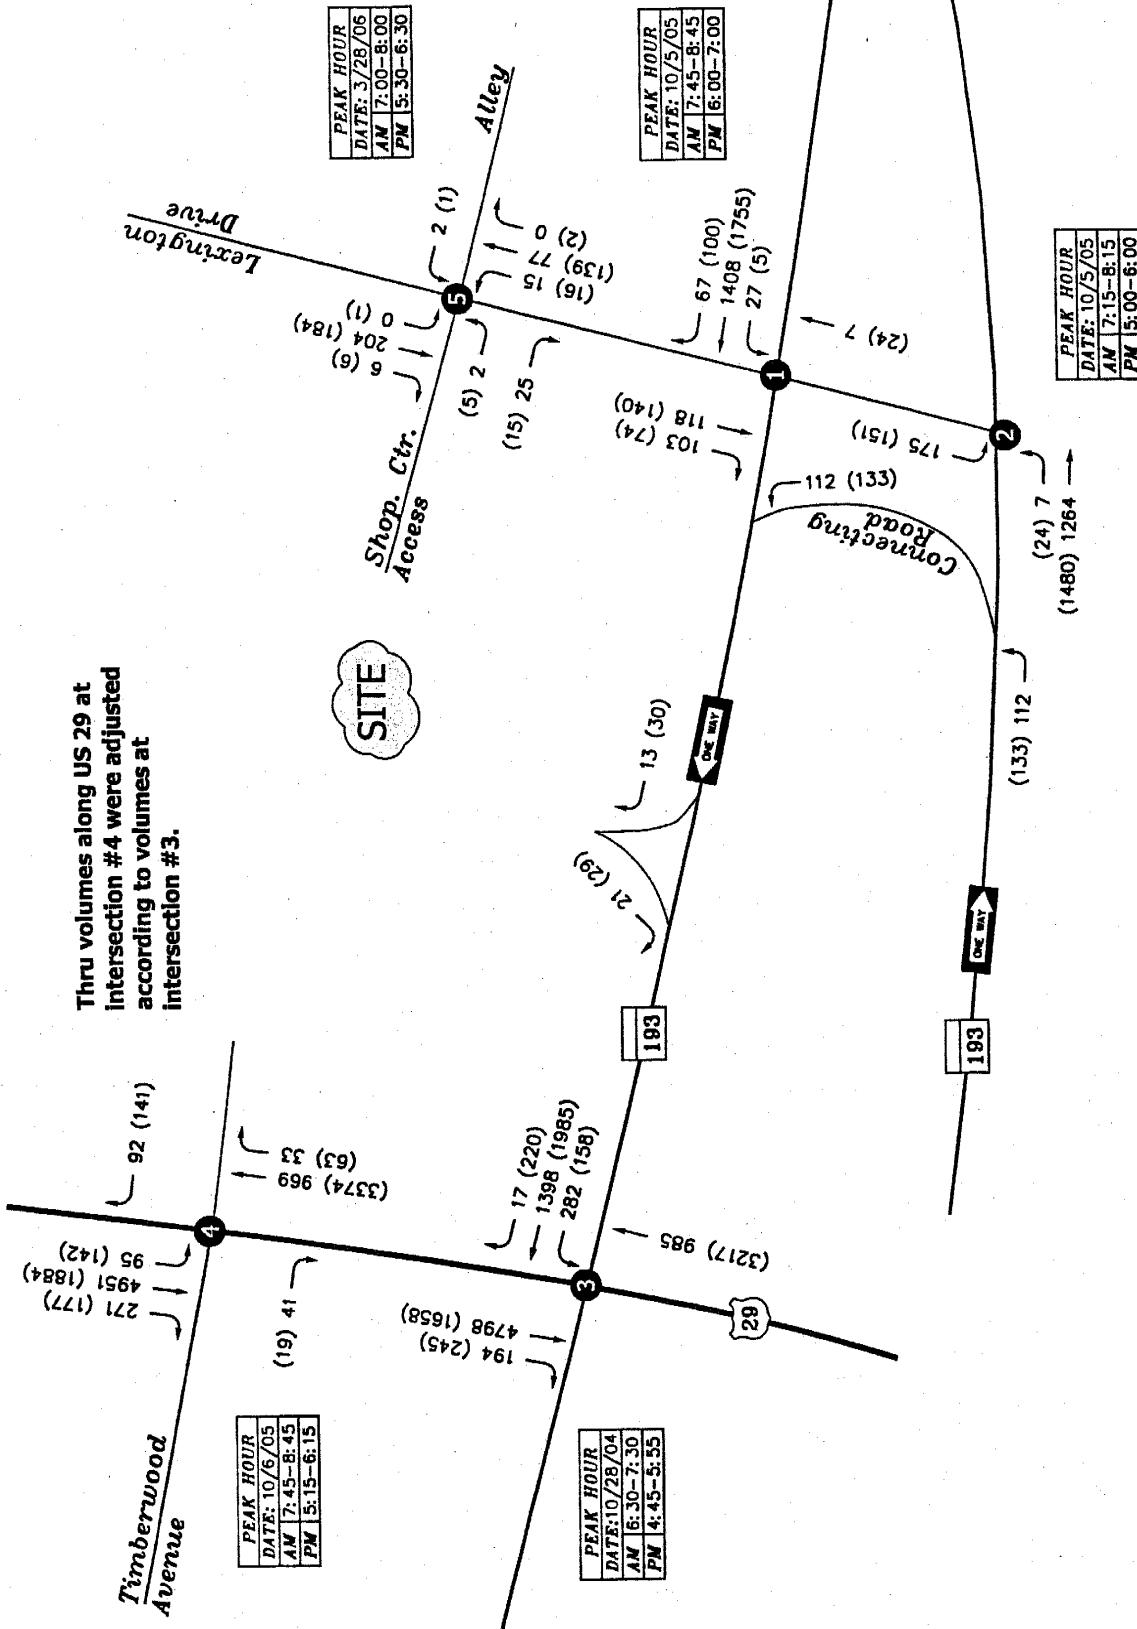 Thru volumes along US 29 at
intersection #4 were adjusted
according to volumes at
intersection #3.
PEAK HOUR
DATE: 3/28/06
AM 7:00-8:00
PM 5:30-6:30
PEAK HOUR
DATE: 10/5/05
AM 7:45-8:45
PM 6:00-7:00
PEAK HOUR
DATE: 10/5/05
AM 7:15-8:15
PM 5:00-6:00
PEAK HOUR
DATE: 10/6/05
AM 7:45-8:45
PM 5:15-6:15
PEAK HOUR
DATE: 10/28/04
AM 6:30-7:30
PM 4:45-5:55
Timberwood
Avenue
4
92 (141)
95 (142)
4951 (1884)
271 (177)
(63) 33
(3374) 969
(19) 41
3
17 (220)
1398 (1985)
282 (158)
4798 (1658)
194 (245)
(3217) 985
29
193
193
ONE WAY
ONE WAY
SITE
21 (29)
13 (30)
Lexington
Drive
Alley
Shop. Ctr.
Access
5
2 (1)
0 (1)
204 (184)
6 (6)
(5) 2
(2) 0
(139) 77
(16) 15
(15) 25
1
67 (100)
1408 (1755)
27 (5)
118 (140)
103 (74)
(24) 7
Connecting
Road
112 (133)
175 (151)
2
(24) 7
(1480) 1264
(133) 112